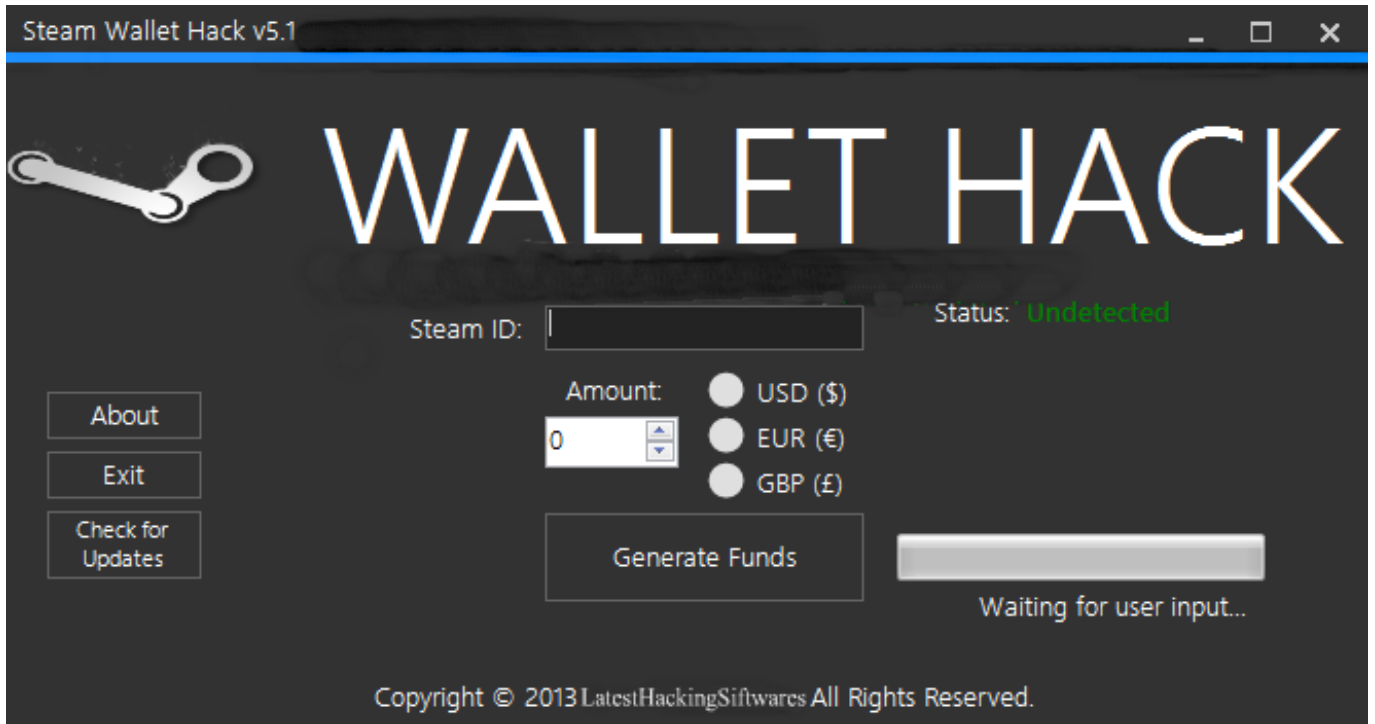 Steam Wallet Hack v5.1
WALLET HACK
Steam ID:
Status: Undetected
Amount:
0
USD ($)
EUR (€)
GBP (£)
About
Exit
Check for
Updates
Generate Funds
Waiting for user input...
Copyright © 2013 LatestHackingSiftwares All Rights Reserved.